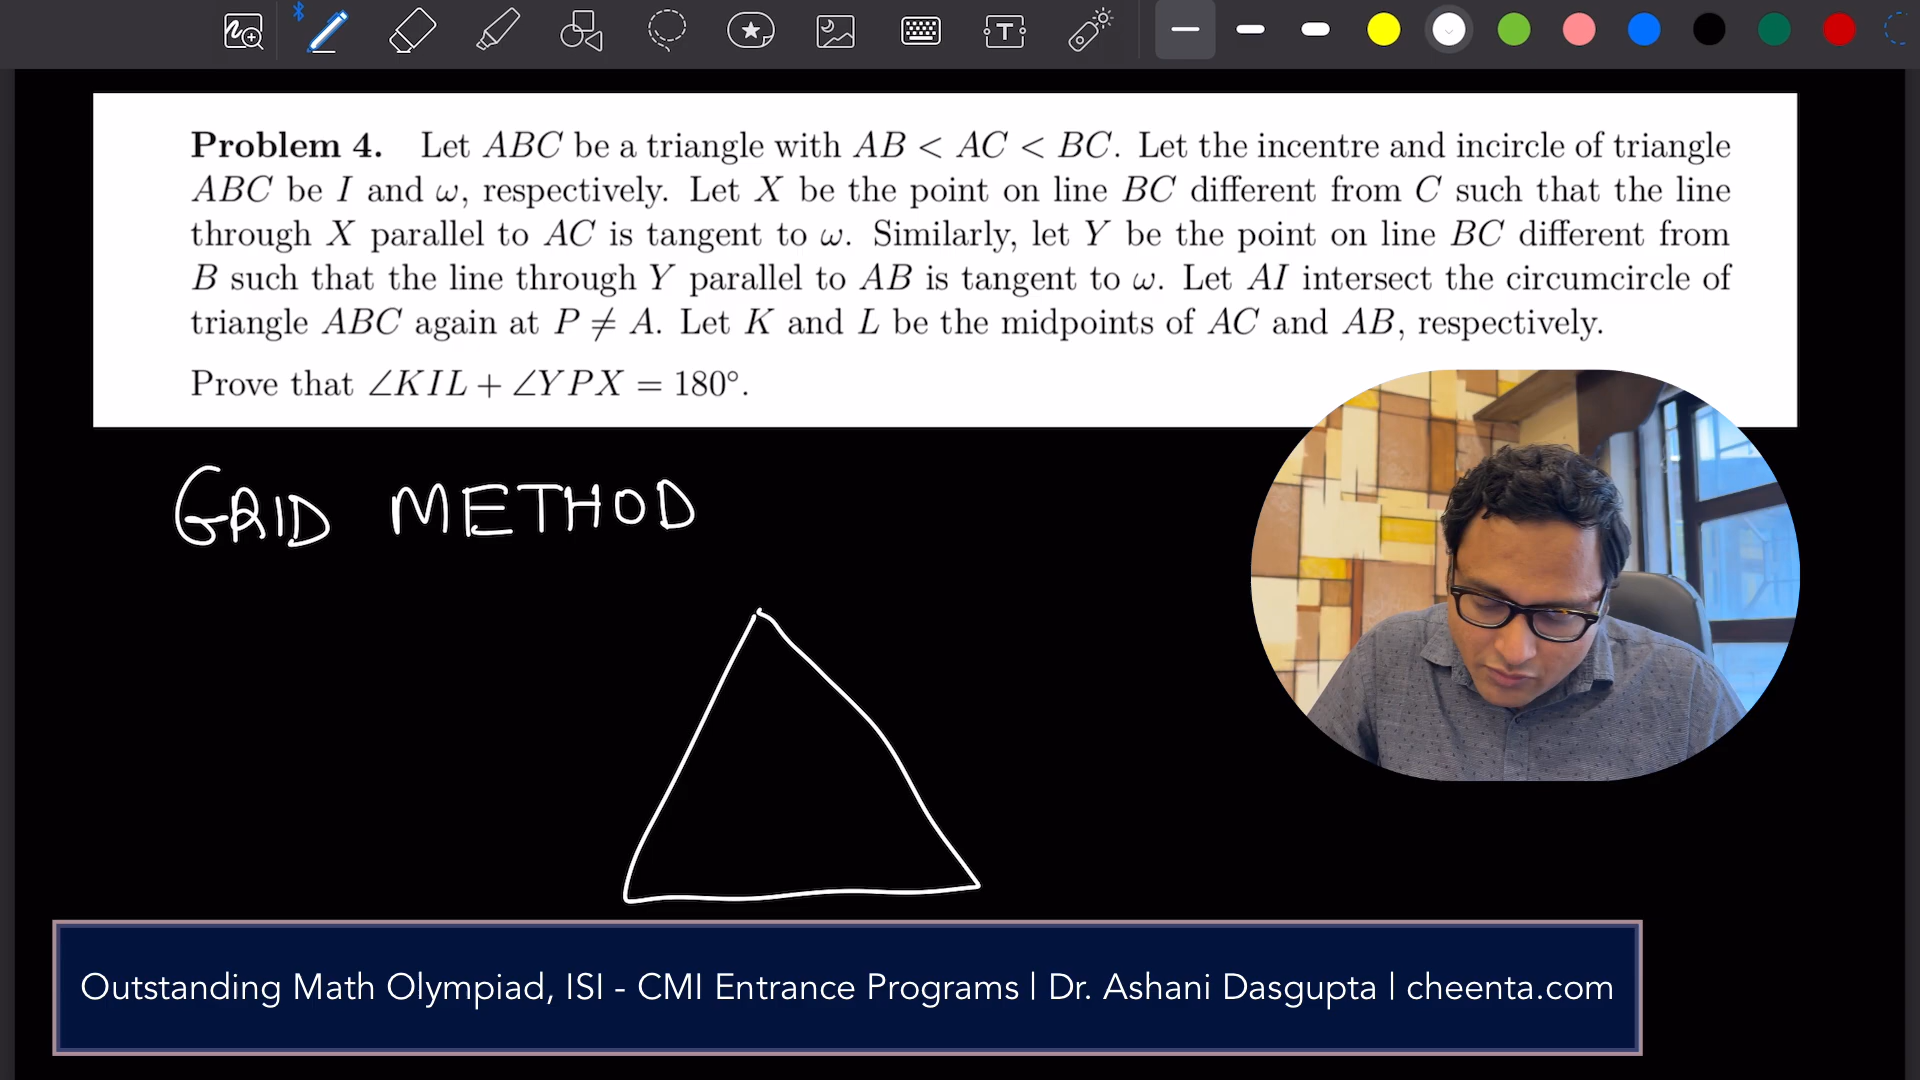 Problem 4. Let ABC be a triangle with AB < AC < BC. Let the incentre and incircle of triangle
ABC be I and ω, respectively. Let X be the point on line BC different from C such that the line
through X parallel to AC is tangent to ω. Similarly, let Y be the point on line BC different from
B such that the line through Y parallel to AB is tangent to ω. Let AI intersect the circumcircle of
triangle ABC again at P ≠ A. Let K and L be the midpoints of AC and AB, respectively.
Prove that ∠KIL + ∠YPX = 180°.
GRID METHOD
Outstanding Math Olympiad, ISI - CMI Entrance Programs | Dr. Ashani Dasgupta | cheenta.com